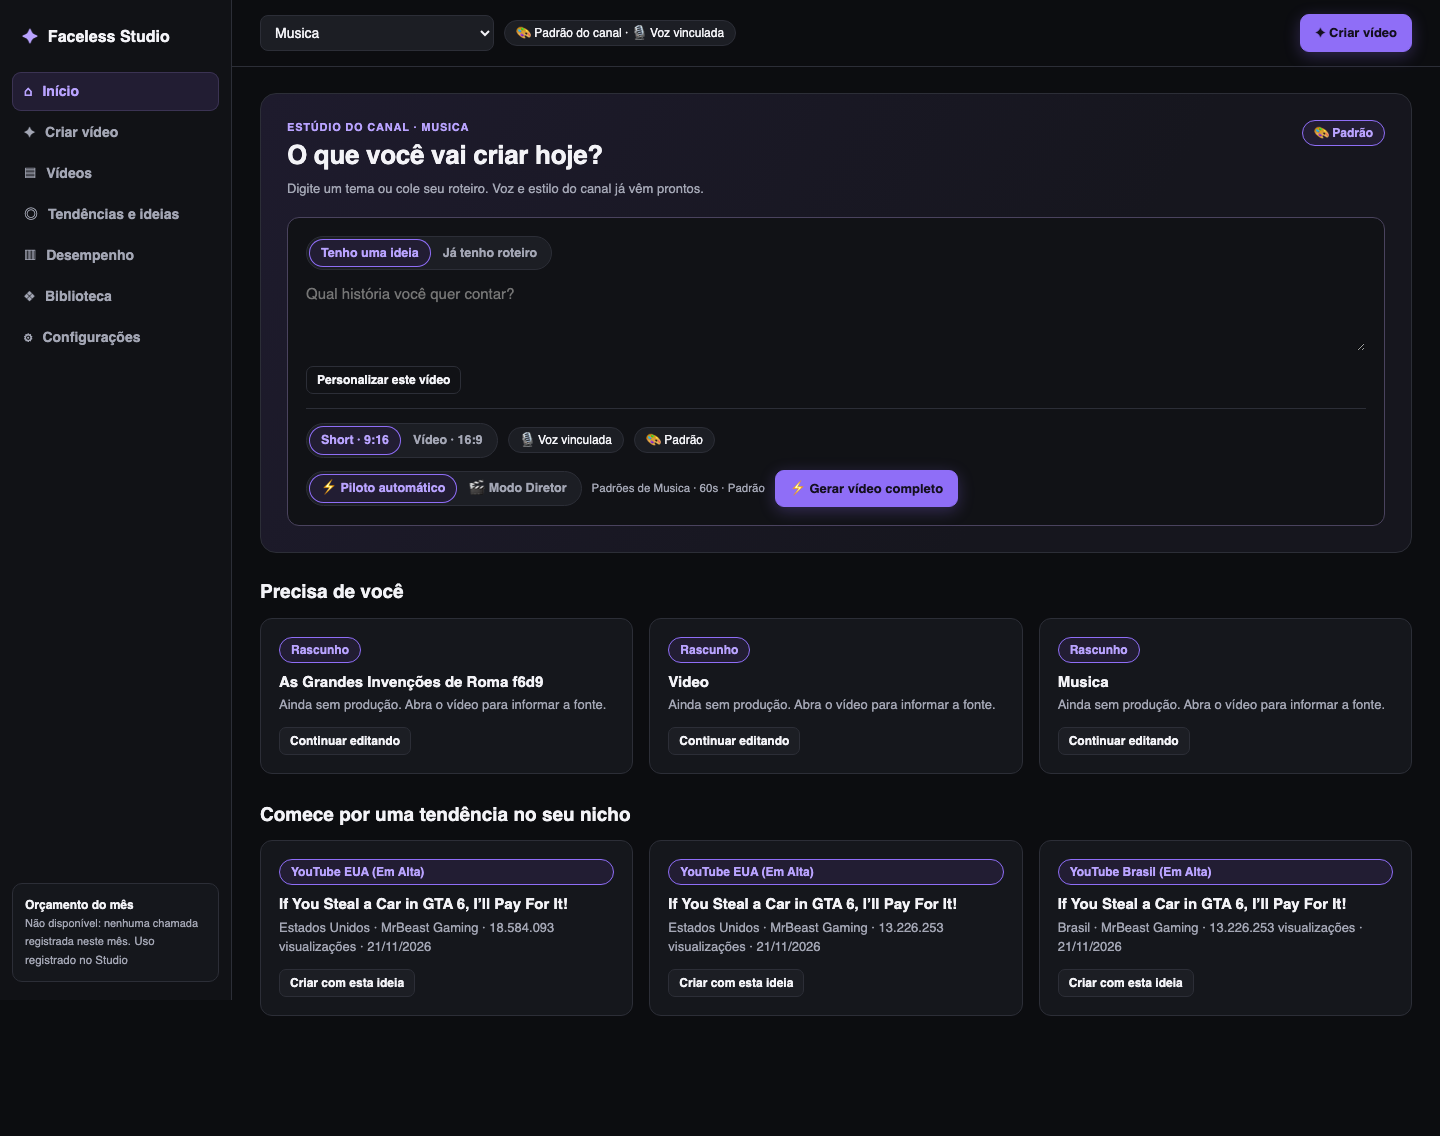 Faceless Studio
Início
Criar vídeo
Vídeos
Tendências e ideias
Desempenho
Biblioteca
Configurações
Orçamento do mês
Não disponível: nenhuma chamada
registrada neste mês. Uso
registrado no Studio
Musica
Padrão do canal · Voz vinculada
Criar vídeo
ESTÚDIO DO CANAL · MUSICA
O que você vai criar hoje?
Padrão
Digite um tema ou cole seu roteiro. Voz e estilo do canal já vêm prontos.
Tenho uma ideia
Já tenho roteiro
Qual história você quer contar?
Personalizar este vídeo
Short · 9:16
Vídeo · 16:9
Voz vinculada
Padrão
Piloto automático
Modo Diretor
Padrões de Musica · 60s · Padrão
Gerar vídeo completo
Precisa de você
Rascunho
As Grandes Invenções de Roma f6d9
Ainda sem produção. Abra o vídeo para informar a fonte.
Continuar editando
Rascunho
Video
Ainda sem produção. Abra o vídeo para informar a fonte.
Continuar editando
Rascunho
Musica
Ainda sem produção. Abra o vídeo para informar a fonte.
Continuar editando
Comece por uma tendência no seu nicho
YouTube EUA (Em Alta)
If You Steal a Car in GTA 6, I’ll Pay For It!
Estados Unidos · MrBeast Gaming · 18.584.093
visualizações · 21/11/2026
Criar com esta ideia
YouTube EUA (Em Alta)
If You Steal a Car in GTA 6, I’ll Pay For It!
Estados Unidos · MrBeast Gaming · 13.226.253
visualizações · 21/11/2026
Criar com esta ideia
YouTube Brasil (Em Alta)
If You Steal a Car in GTA 6, I’ll Pay For It!
Brasil · MrBeast Gaming · 13.226.253 visualizações ·
21/11/2026
Criar com esta ideia